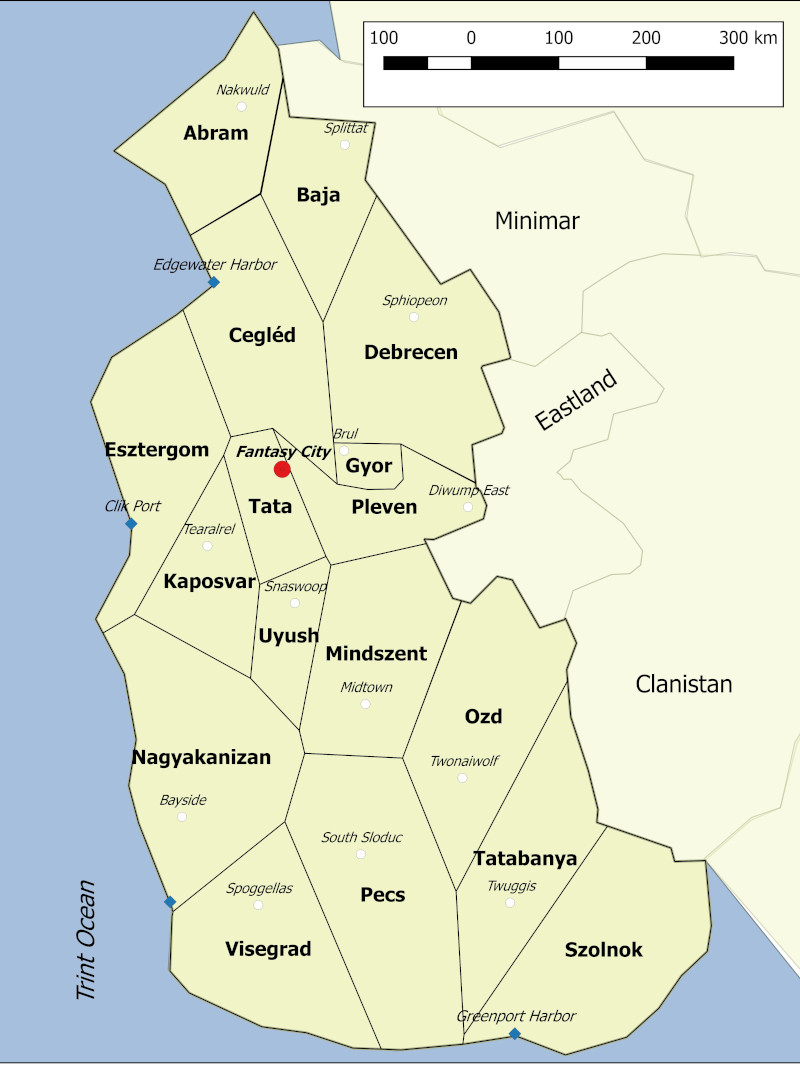 100 0 100 200 300 km
Nakwuld
Abram
Splittat
Baja
Minimar
Edgewater Harbor
Sphiopeon
Cegléd
Debrecen
Eastland
Brul
Esztergom
Fantasy City
Gyor
Diwump East
Clik Port
Tata
Pleven
Tearalrel
Kaposvar
Snaswoop
Uyush
Mindszent
Clanistan
Midtown
Ozd
Nagyakanizan
Twonaiwolf
Bayside
South Sloduc
Tatabanya
Spoggellas
Twuggis
Pecs
Trint Ocean
Visegrad
Szolnok
Greenport Harbor